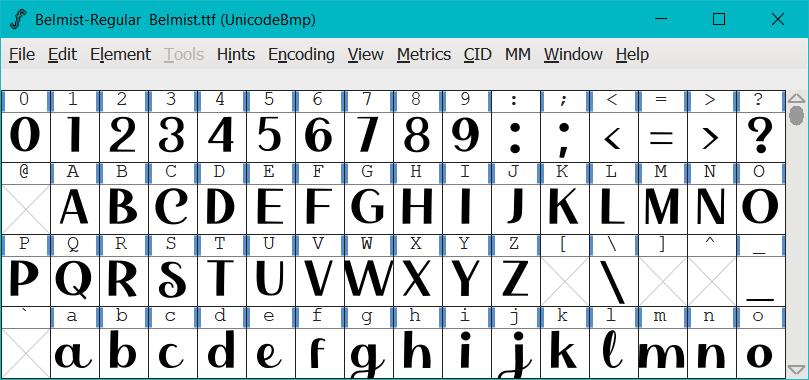 Belmist-Regular Belmist.ttf (UnicodeBmp)
File Edit Element Tools Hints Encoding View Metrics CID MM Window Help
0 1 2 3 4 5 6 7 8 9 : ; < = > ?
0 1 2 3 4 5 6 7 8 9 : ; < = > ?
@ A B C D E F G H I J K L M N O
A B C D E F G H I J K L M N O
P Q R S T U V W X Y Z [ \ ] ^ _
P Q R S T U V W X Y Z \ _
` a b c d e f g h i j k l m n o
a b c d e f g h i j k l m n o